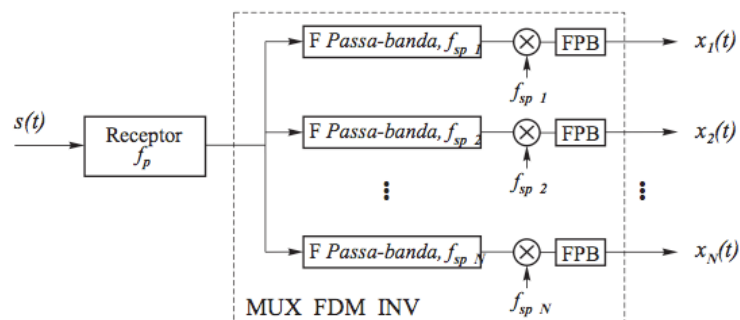 F Passa-banda, f_sp 1
FPB
x_1(t)
f_sp 1
s(t)
Receptor
f_p
F Passa-banda, f_sp 2
FPB
x_2(t)
f_sp 2
F Passa-banda, f_sp N
FPB
x_N(t)
f_sp N
MUX FDM INV